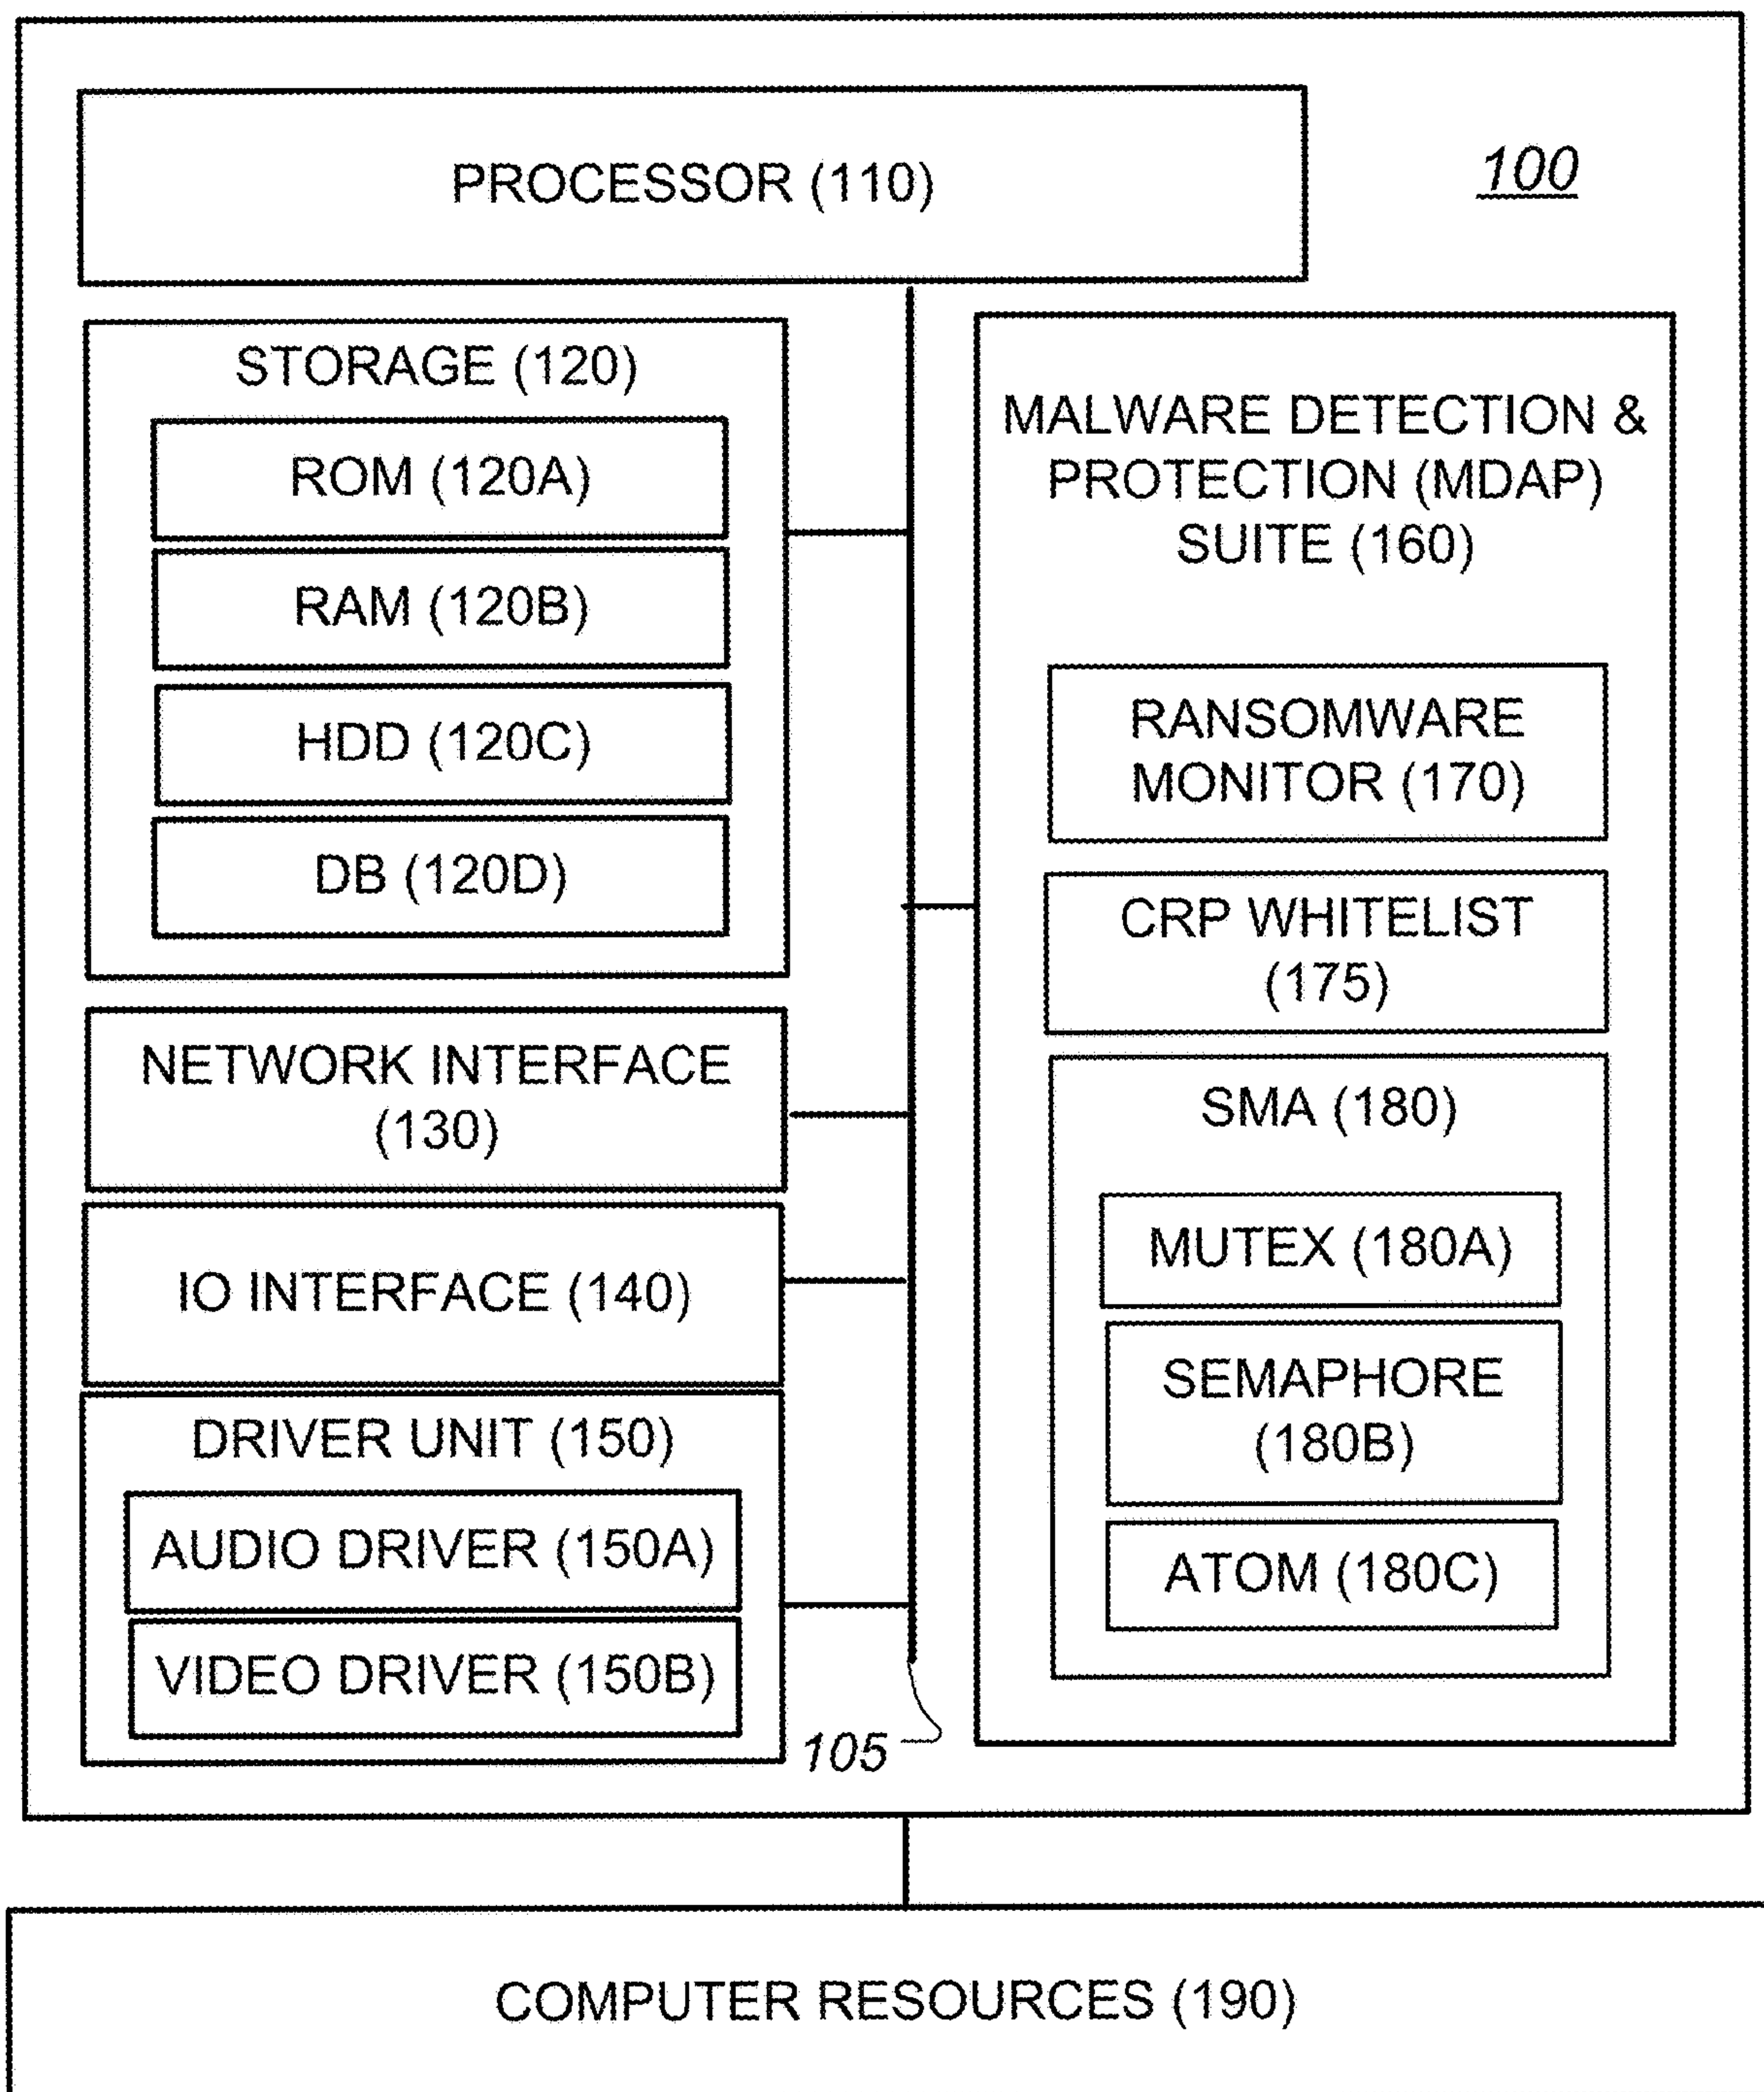 PROCESSOR (110)
100
STORAGE (120)
ROM (120A)
RAM (120B)
HDD (120C)
DB (120D)
NETWORK INTERFACE
(130)
IO INTERFACE (140)
DRIVER UNIT (150)
AUDIO DRIVER (150A)
VIDEO DRIVER (150B)
105
MALWARE DETECTION &
PROTECTION (MDAP)
SUITE (160)
RANSOMWARE
MONITOR (170)
CRP WHITELIST
(175)
SMA (180)
MUTEX (180A)
SEMAPHORE
(180B)
ATOM (180C)
COMPUTER RESOURCES (190)